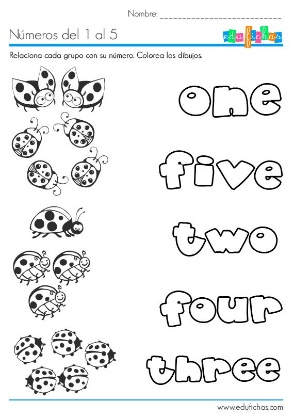 Nombre: ____________________
edufichas
Números del 1 al 5
Relaciona cada grupo con su número. Colorea los dibujos.
one
five
two
four
three
www.edufichas.com